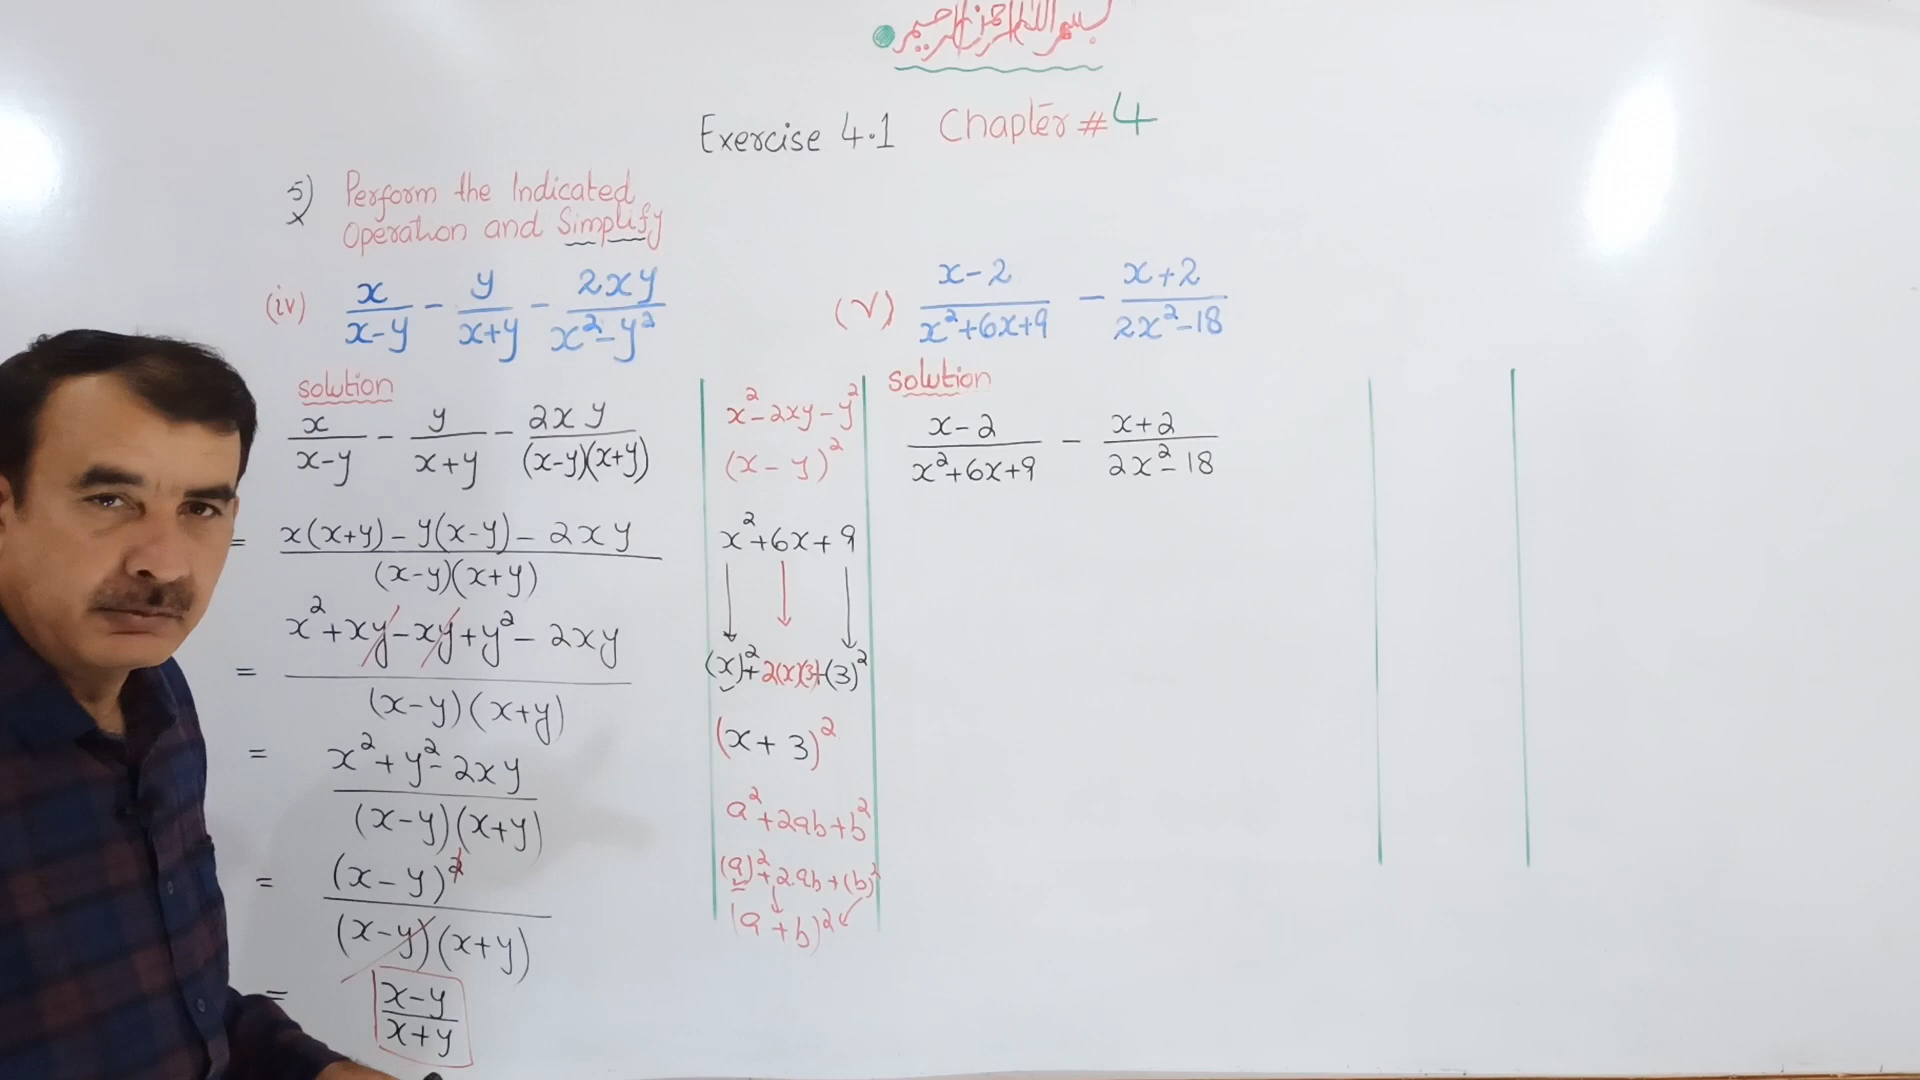 بسم اللہ الرحمن الرحیم
Exercise 4.1 Chapter # 4
5) Perform the Indicated
Operation and Simplify
(iv) x/(x-y) - y/(x+y) - 2xy/(x²-y²)
solution
x/(x-y) - y/(x+y) - 2xy/((x-y)(x+y))
= (x(x+y) - y(x-y) - 2xy)/((x-y)(x+y))
= (x²+xy-xy+y²-2xy)/((x-y)(x+y))
= (x²+y²-2xy)/((x-y)(x+y))
= (x-y)²/((x-y)(x+y))
= (x-y)/(x+y)
x²-2xy-y²
(x-y)²
x²+6x+9
(x)²+2(x)(3)+(3)²
(x+3)²
a²+2ab+b²
(a)²+2.ab+(b)²
(a+b)²
(V) (x-2)/(x²+6x+9) - (x+2)/(2x²-18)
Solution
(x-2)/(x²+6x+9) - (x+2)/(2x²-18)